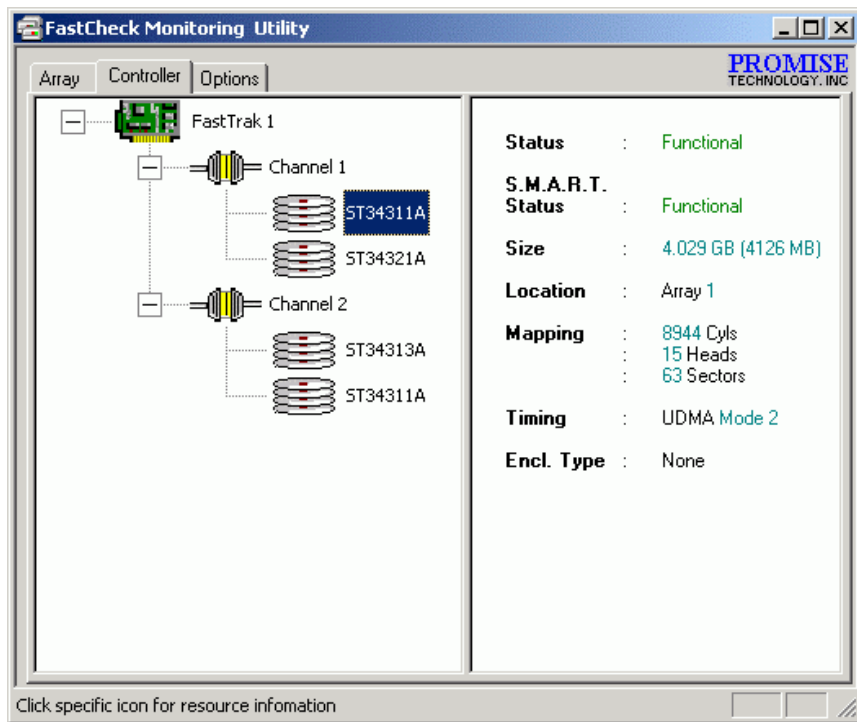 FastCheck Monitoring Utility
Array Controller Options
PROMISE
TECHNOLOGY, INC
FastTrak 1
Channel 1
ST34311A
ST34321A
Channel 2
ST34313A
ST34311A
Status : Functional
S.M.A.R.T.
Status : Functional
Size : 4.029 GB (4126 MB)
Location : Array 1
Mapping : 8944 Cyls
: 15 Heads
: 63 Sectors
Timing : UDMA Mode 2
Encl. Type : None
Click specific icon for resource infomation